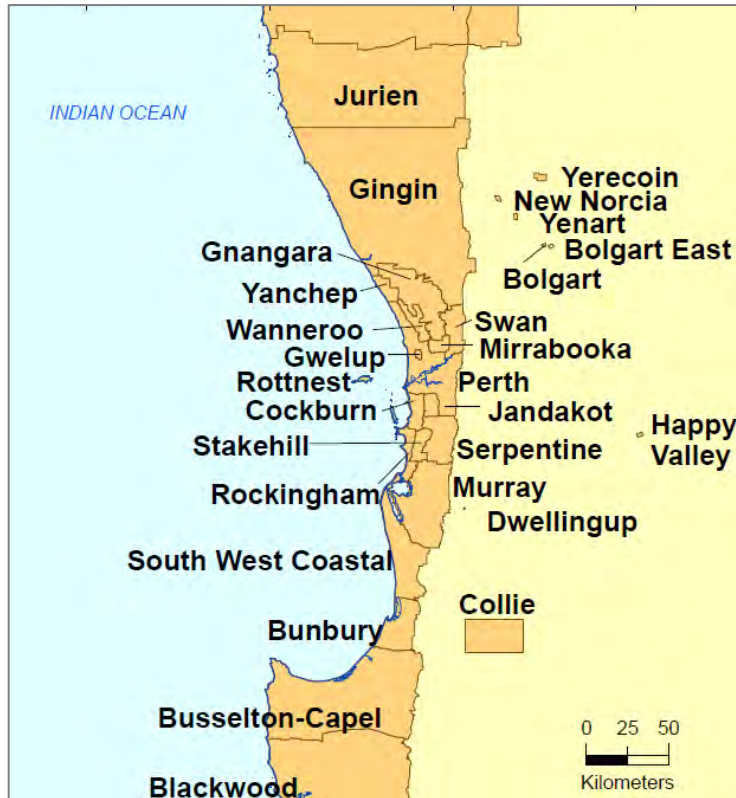 Jurien
INDIAN OCEAN
Gingin
Yerecoin
New Norcia
Yenart
Gnangara
Bolgart East
Bolgart
Yanchep
Swan
Wanneroo
Mirrabooka
Gwelup
Rottnest
Perth
Cockburn
Jandakot
Happy
Valley
Stakehill
Serpentine
Rockingham
Murray
Dwellingup
South West Coastal
Collie
Bunbury
Busselton-Capel
0 25 50
Kilometers
Blackwood